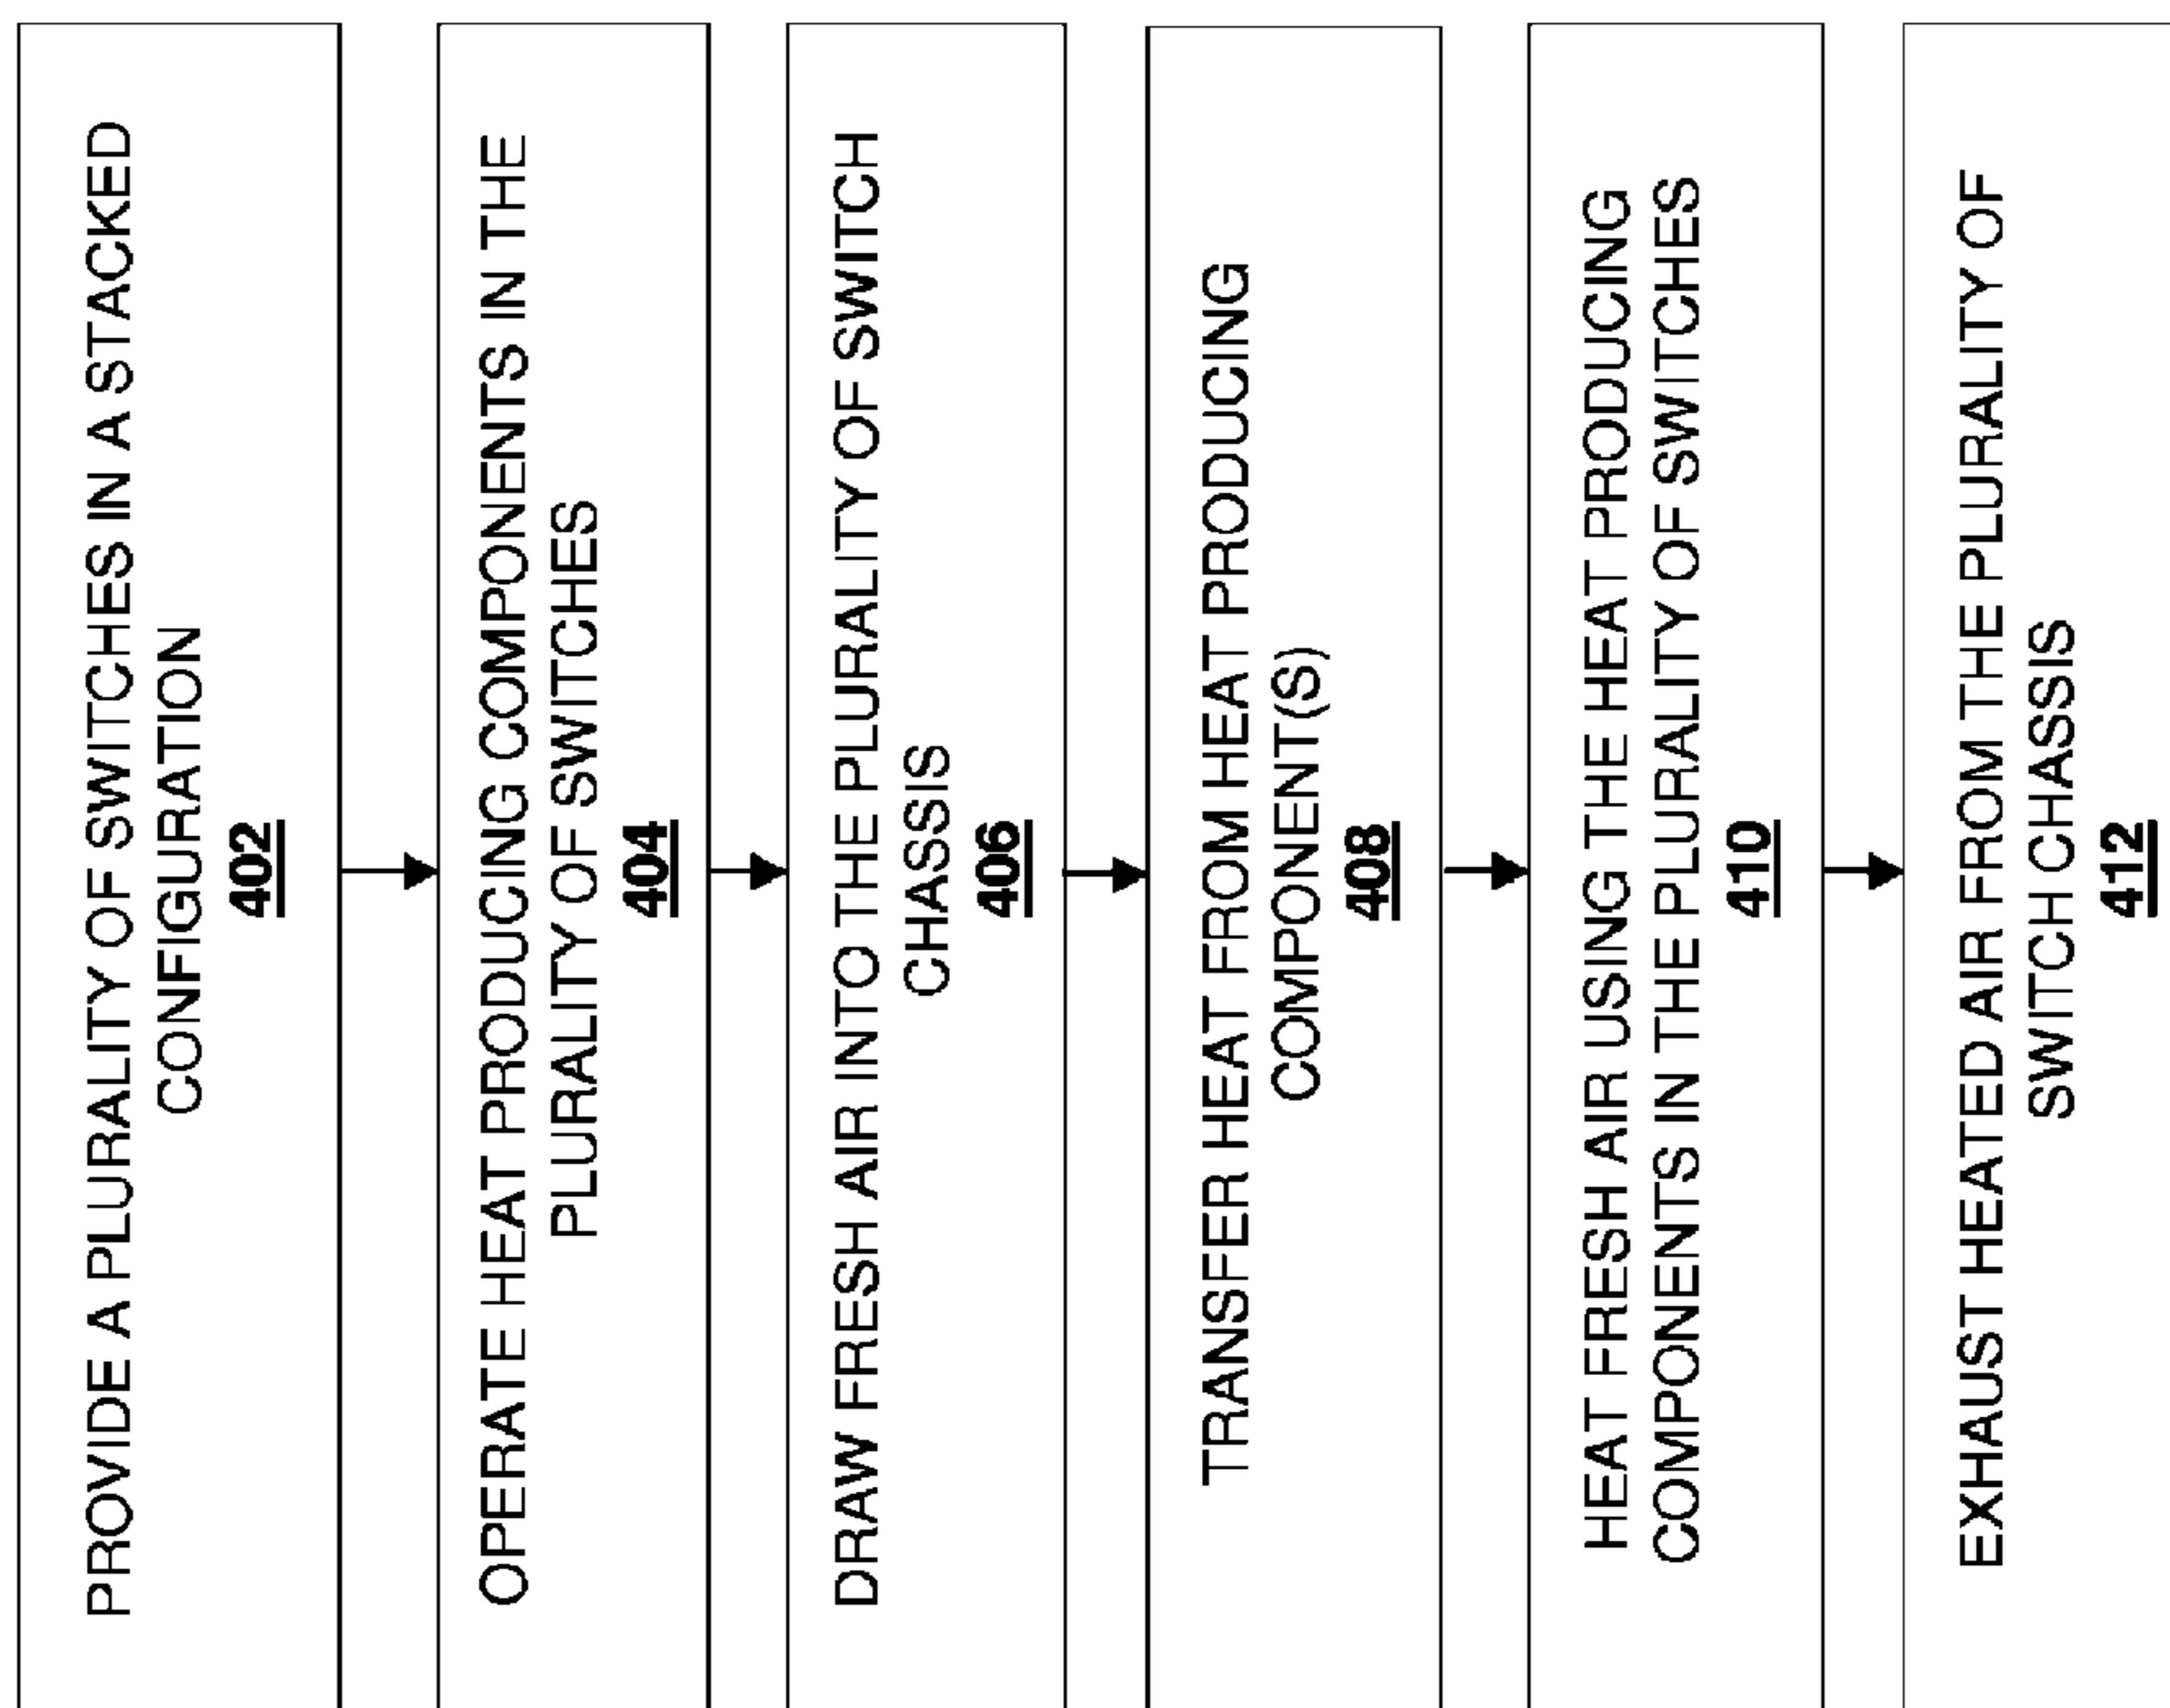 PROVIDE A PLURALITY OF SWITCHES IN A STACKED
CONFIGURATION
402
OPERATE HEAT PRODUCING COMPONENTS IN THE
PLURALITY OF SWITCHES
404
DRAW FRESH AIR INTO THE PLURALITY OF SWITCH
CHASSIS
406
TRANSFER HEAT FROM HEAT PRODUCING
COMPONENT(S)
408
HEAT FRESH AIR USING THE HEAT PRODUCING
COMPONENTS IN THE PLURALITY OF SWITCHES
410
EXHAUST HEATED AIR FROM THE PLURALITY OF
SWITCH CHASSIS
412